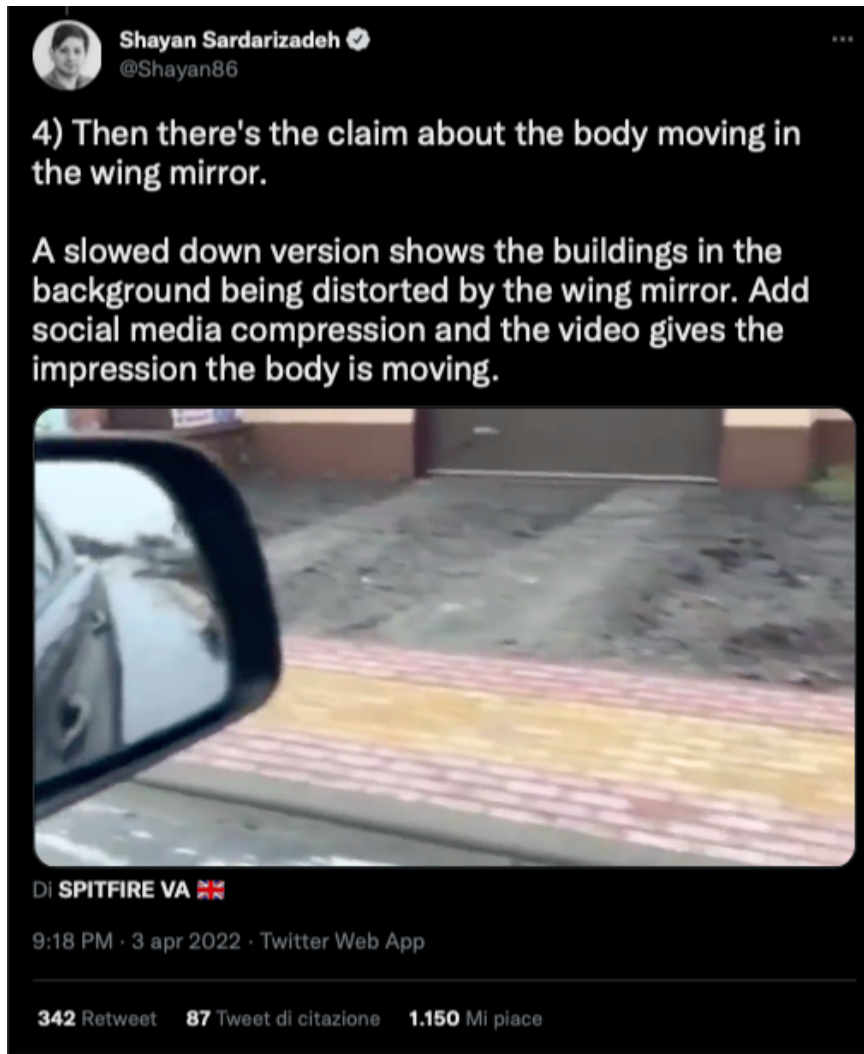 Shayan Sardarizadeh
@Shayan86
4) Then there's the claim about the body moving in
the wing mirror.
A slowed down version shows the buildings in the
background being distorted by the wing mirror. Add
social media compression and the video gives the
impression the body is moving.
Di SPITFIRE VA 🇬🇧
9:18 PM · 3 apr 2022 · Twitter Web App
342 Retweet 87 Tweet di citazione 1.150 Mi piace